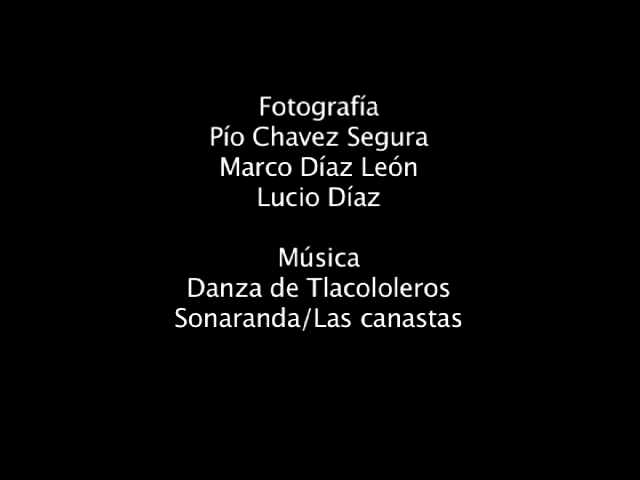 Fotografía
Pío Chavez Segura
Marco Díaz León
Lucio Díaz
Música
Danza de Tlacololeros
Sonaranda/Las canastas